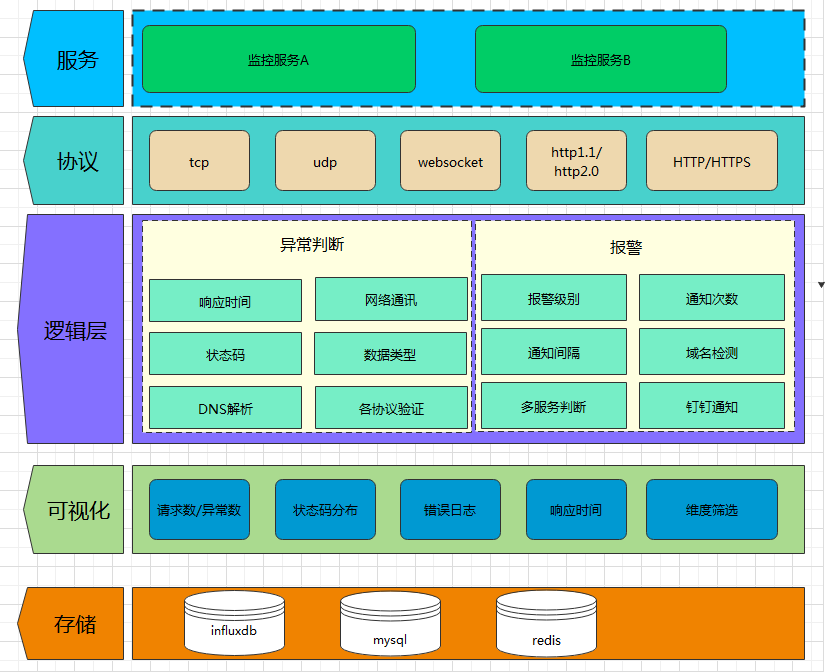 服务
监控服务A
监控服务B
协议
tcp
udp
websocket
http1.1/
http2.0
HTTP/HTTPS
逻辑层
异常判断
响应时间
网络通讯
状态码
数据类型
DNS解析
各协议验证
报警
报警级别
通知次数
通知间隔
域名检测
多服务判断
钉钉通知
可视化
请求数/异常数
状态码分布
错误日志
响应时间
维度筛选
存储
influxdb
mysql
redis